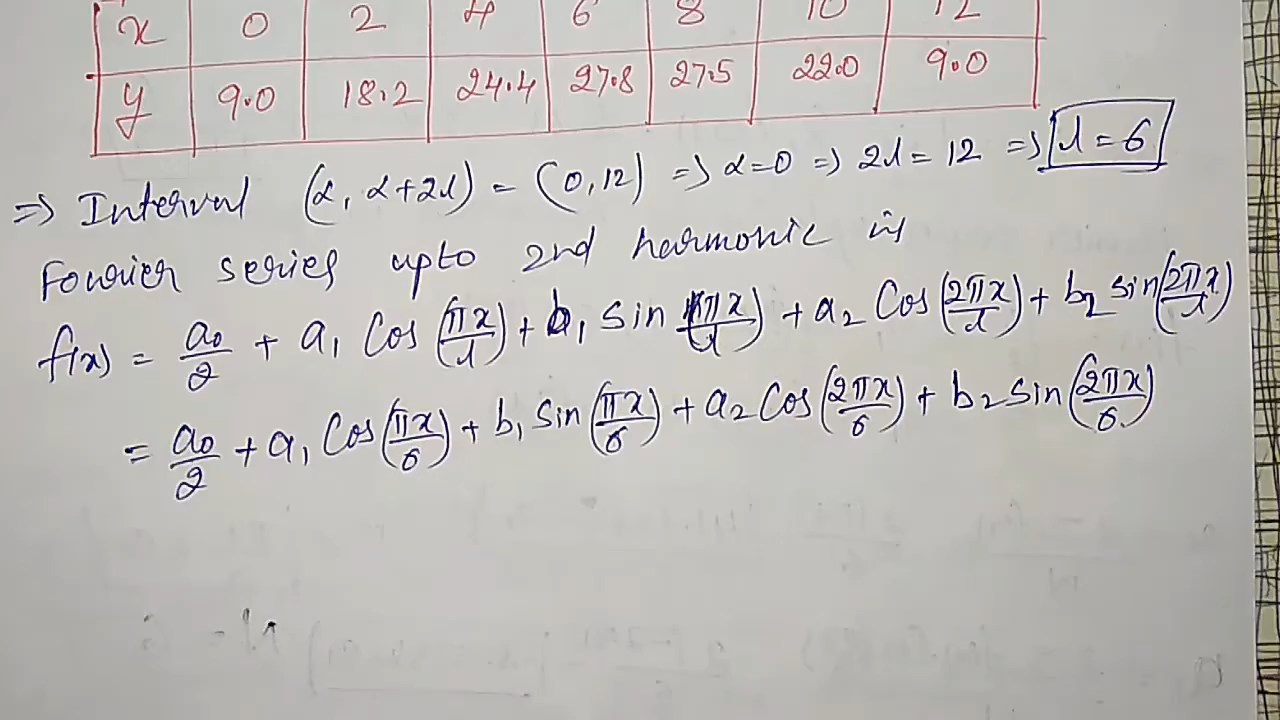 x 0 2 4 6 8 10 12
y 9.0 18.2 24.4 27.8 27.5 22.0 9.0
=> Interval (α, α+2l) = (0,12) => α=0 => 2l = 12 => l = 6
Fourier series upto 2nd harmonic is
f(x) = a0/2 + a1 Cos(πx/l) + b1 sin(πx/l) + a2 Cos(2πx/l) + b2 sin(2πx/l)
= a0/2 + a1 Cos(πx/6) + b1 Sin(πx/6) + a2 Cos(2πx/6) + b2 Sin(2πx/6)